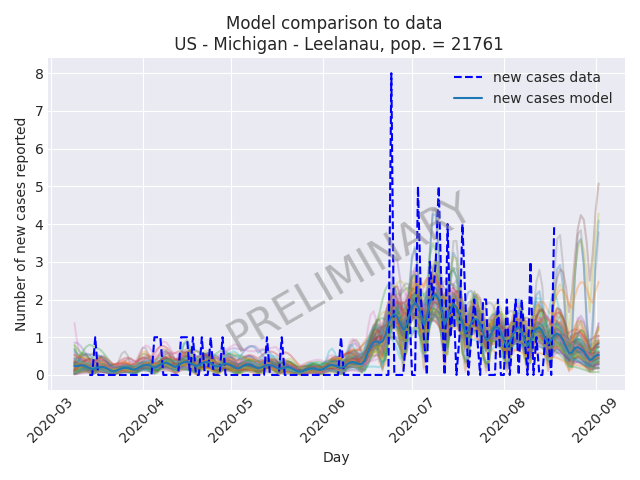 Model comparison to data
US - Michigan - Leelanau, pop. = 21761
new cases data
new cases model
8
7
6
5
4
3
2
1
0
Number of new cases reported
PRELIMINARY
2020-03
2020-04
2020-05
2020-06
2020-07
2020-08
2020-09
Day